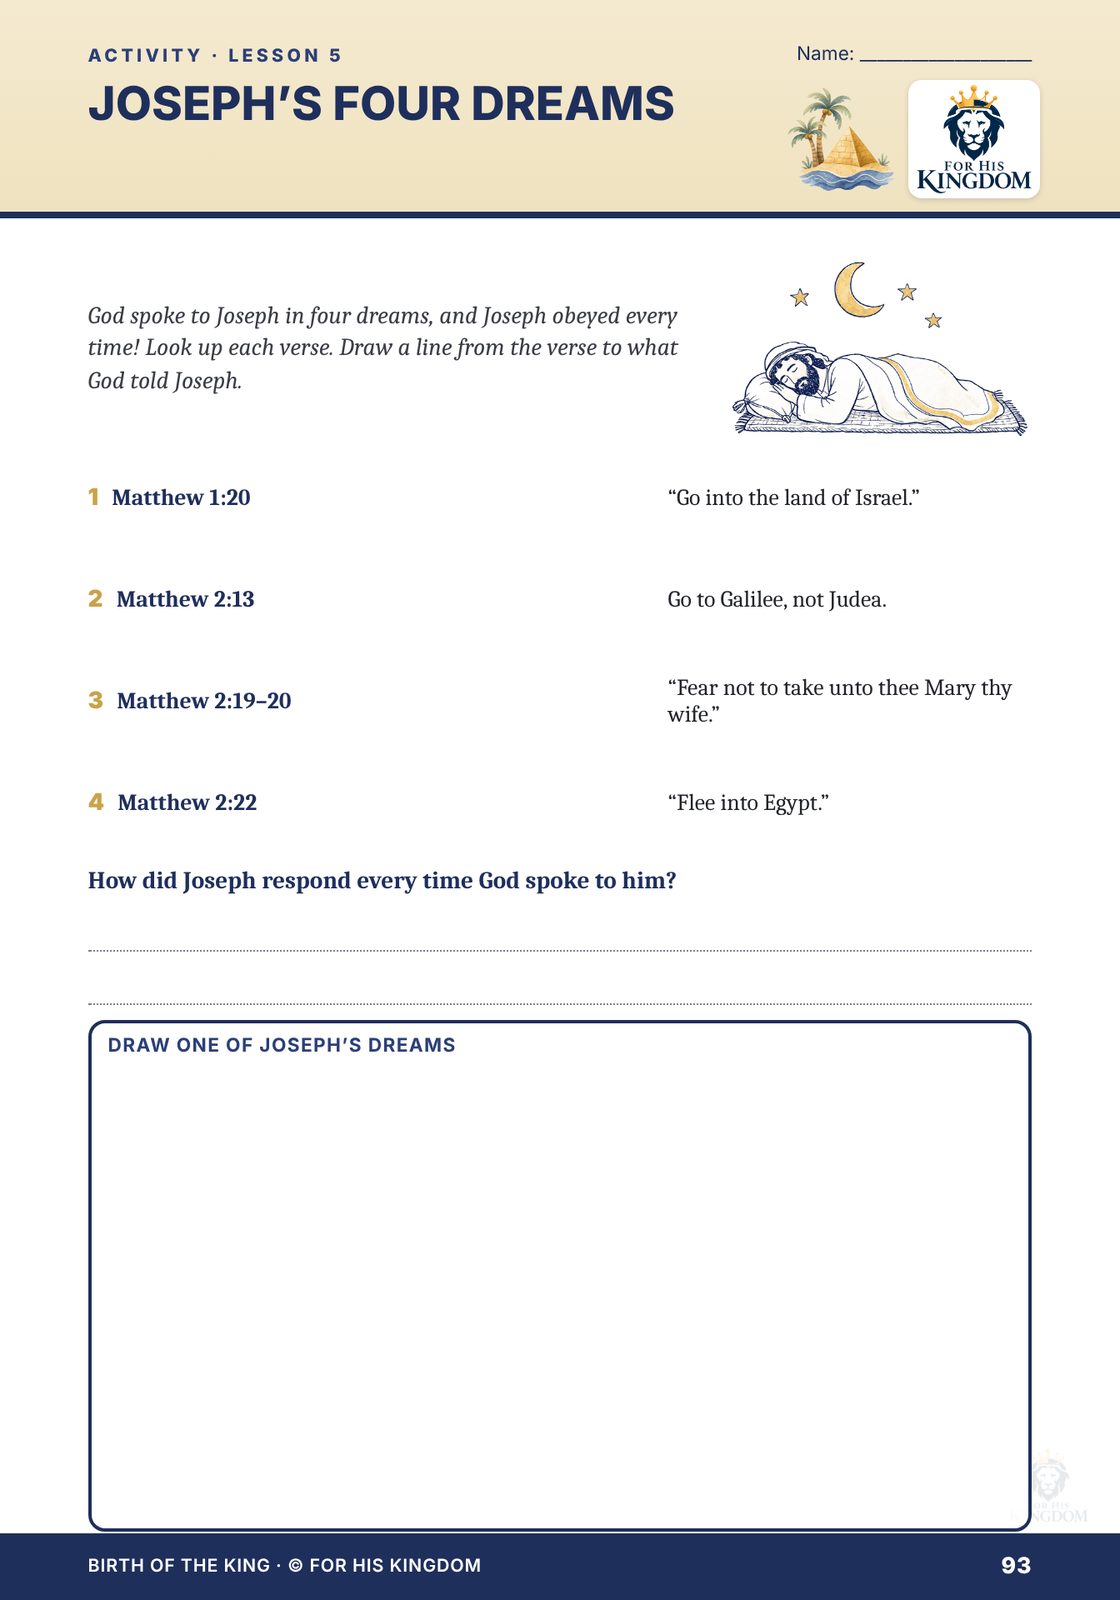 ACTIVITY · LESSON 5
Name: ___________________
JOSEPH’S FOUR DREAMS
FOR HIS
KINGDOM
God spoke to Joseph in four dreams, and Joseph obeyed every
time! Look up each verse. Draw a line from the verse to what
God told Joseph.
1 Matthew 1:20
“Go into the land of Israel.”
2 Matthew 2:13
Go to Galilee, not Judea.
3 Matthew 2:19–20
“Fear not to take unto thee Mary thy
wife.”
4 Matthew 2:22
“Flee into Egypt.”
How did Joseph respond every time God spoke to him?
DRAW ONE OF JOSEPH’S DREAMS
FOR HIS
KINGDOM
BIRTH OF THE KING · © FOR HIS KINGDOM
93